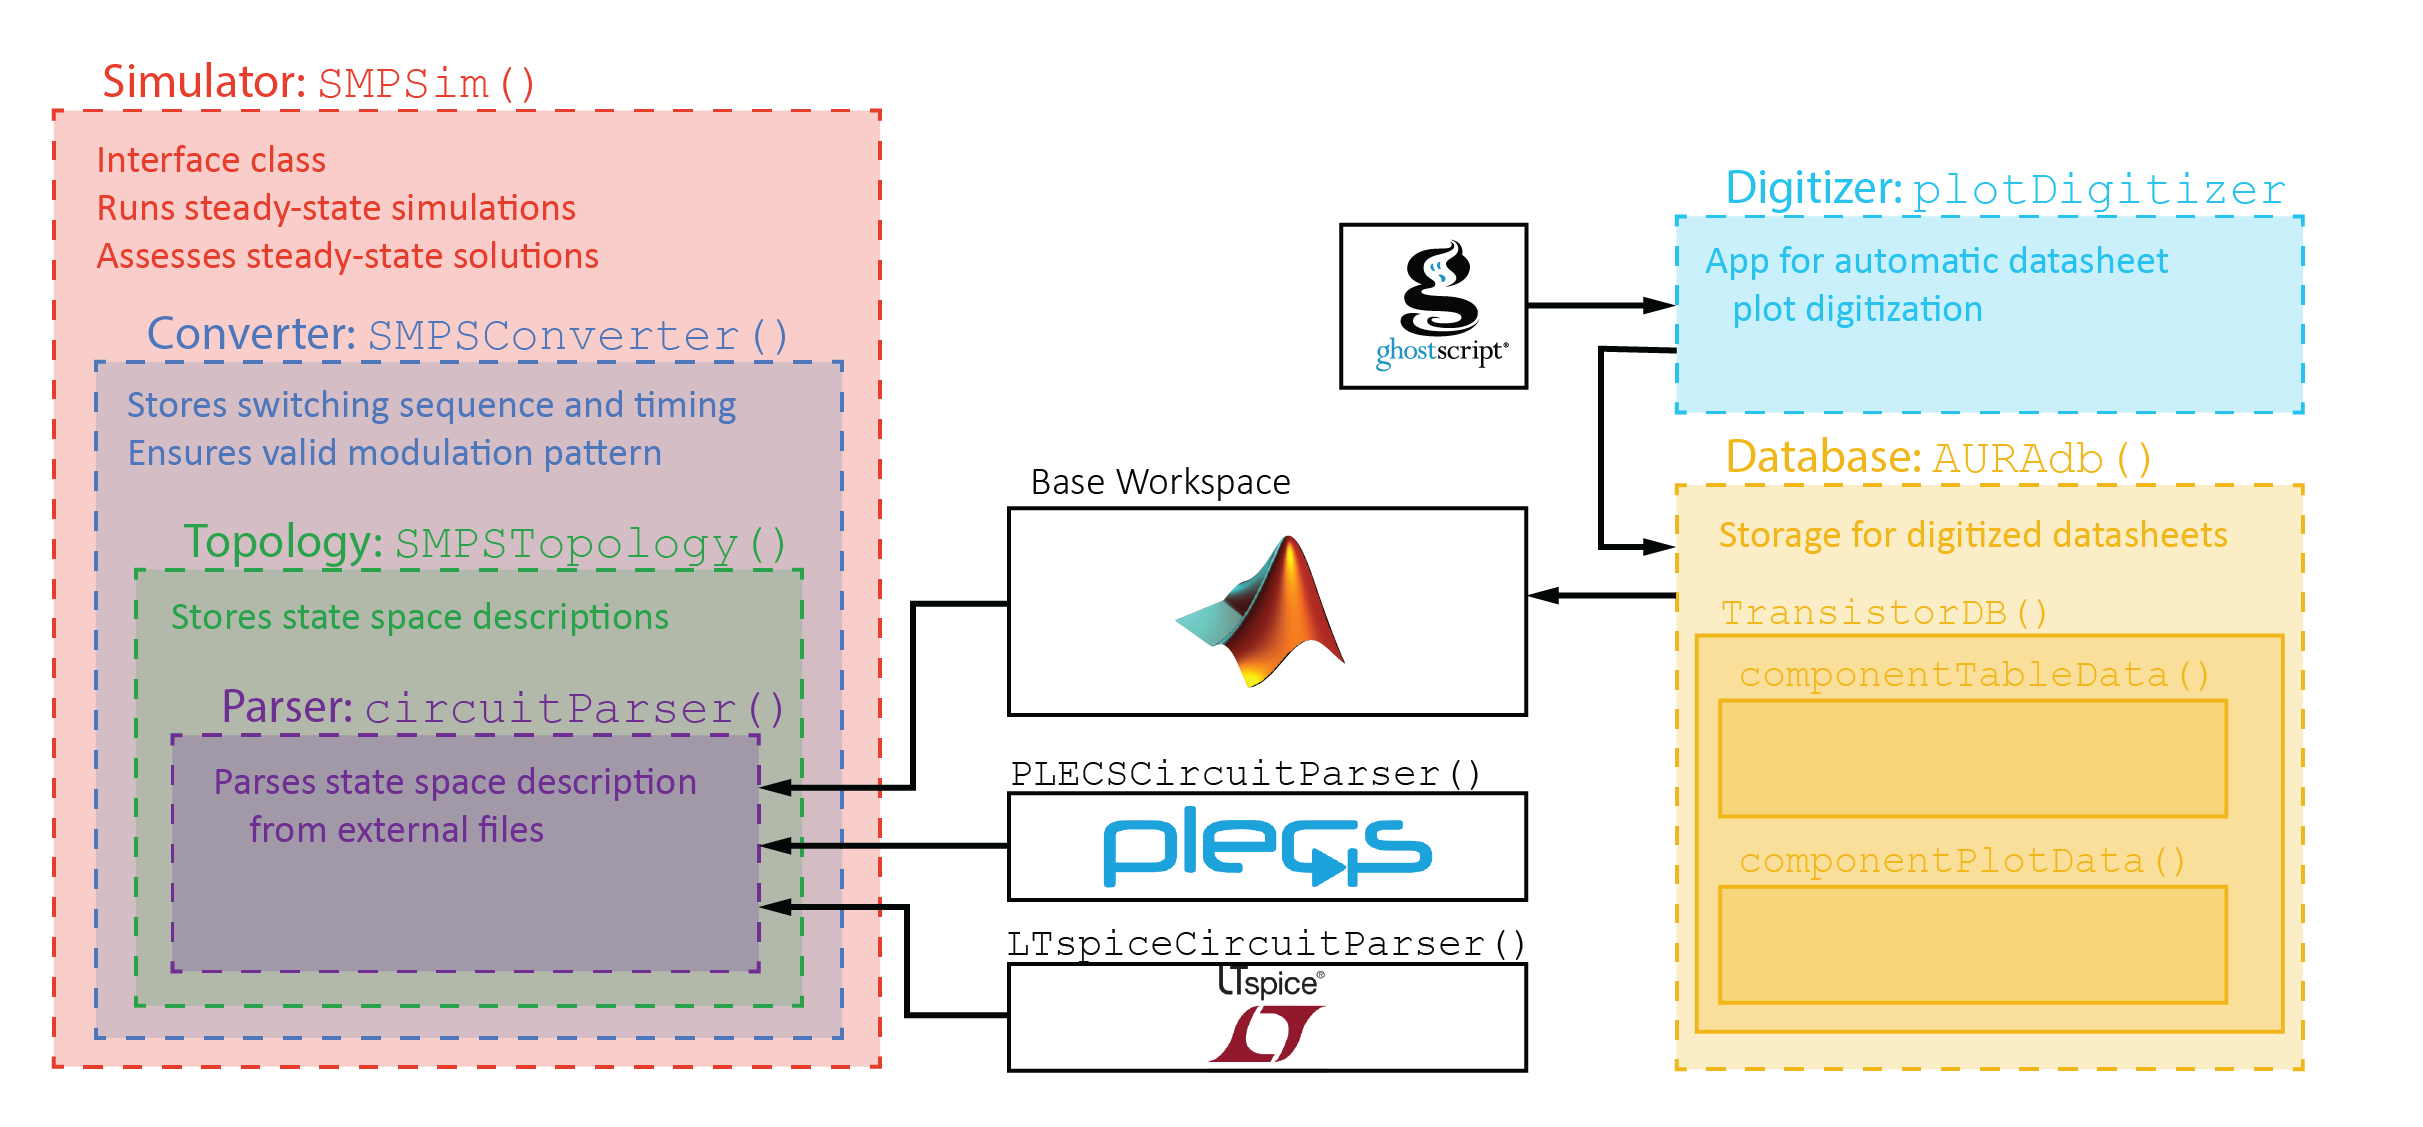 Simulator: SMPSim()
Interface class
Runs steady-state simulations
Assesses steady-state solutions
Converter: SMPSConverter()
Stores switching sequence and timing
Ensures valid modulation pattern
Topology: SMPSTopology()
Stores state space descriptions
Parser: circuitParser()
Parses state space description
from external files
ghostscript®
Base Workspace
PLECSCircuitParser()
plecs
LTspiceCircuitParser()
LTspice®
Digitizer: plotDigitizer
App for automatic datasheet
plot digitization
Database: AURAdb()
Storage for digitized datasheets
TransistorDB()
componentTableData()
componentPlotData()